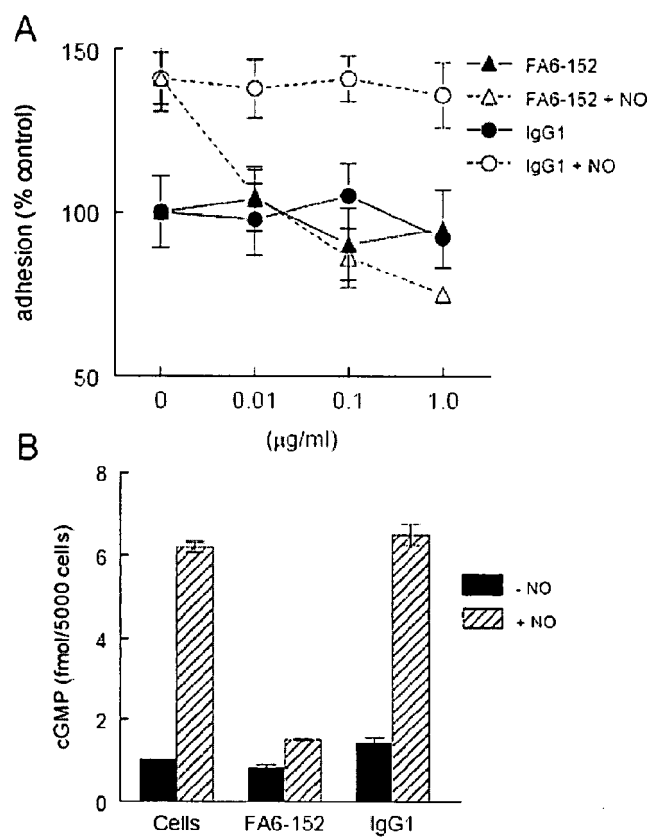 A
150
100
50
adhesion (% control)
0 0.01 0.1 1.0
(μg/ml)
FA6-152
FA6-152 + NO
IgG1
IgG1 + NO
B
8
6
4
2
0
cGMP (fmol/5000 cells)
Cells FA6-152 IgG1
- NO
+ NO